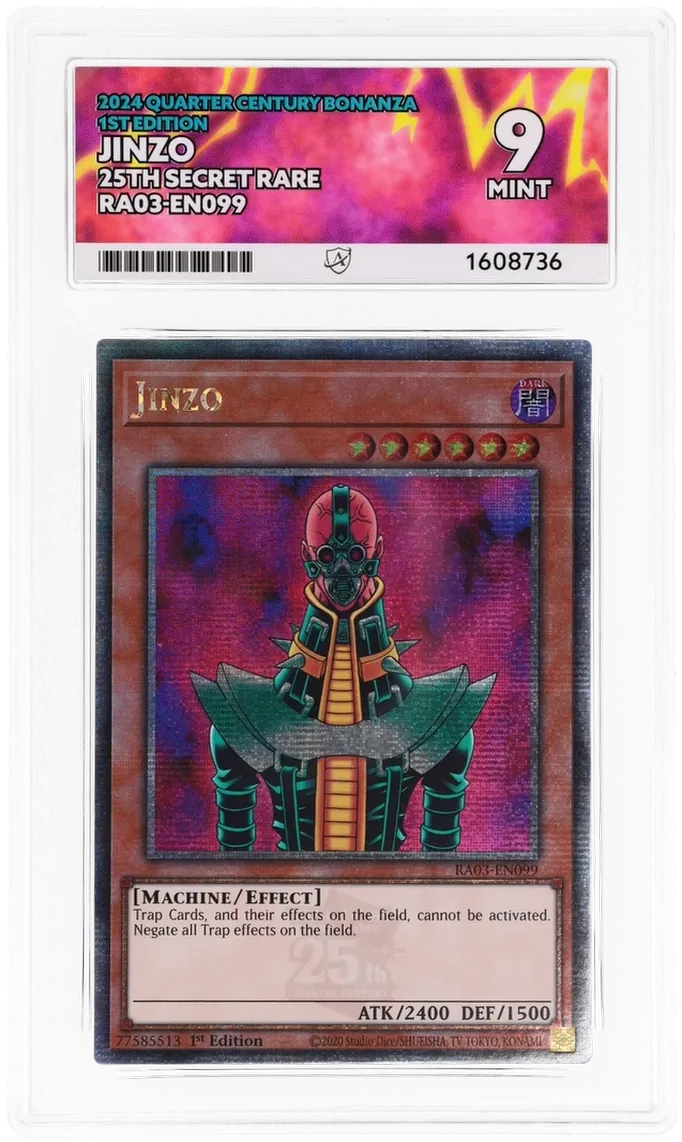 2024 QUARTER CENTURY BONANZA
1ST EDITION
JINZO
25TH SECRET RARE
RA03-EN099
9
MINT
1608736
JINZO
DARK
闇
RA03-EN099
[MACHINE/EFFECT]
Trap Cards, and their effects on the field, cannot be activated.
Negate all Trap effects on the field.
25th
QUARTER CENTURY
ATK/2400 DEF/1500
77585513 1st Edition ©2020 Studio Dice/SHUEISHA, TV TOKYO, KONAMI